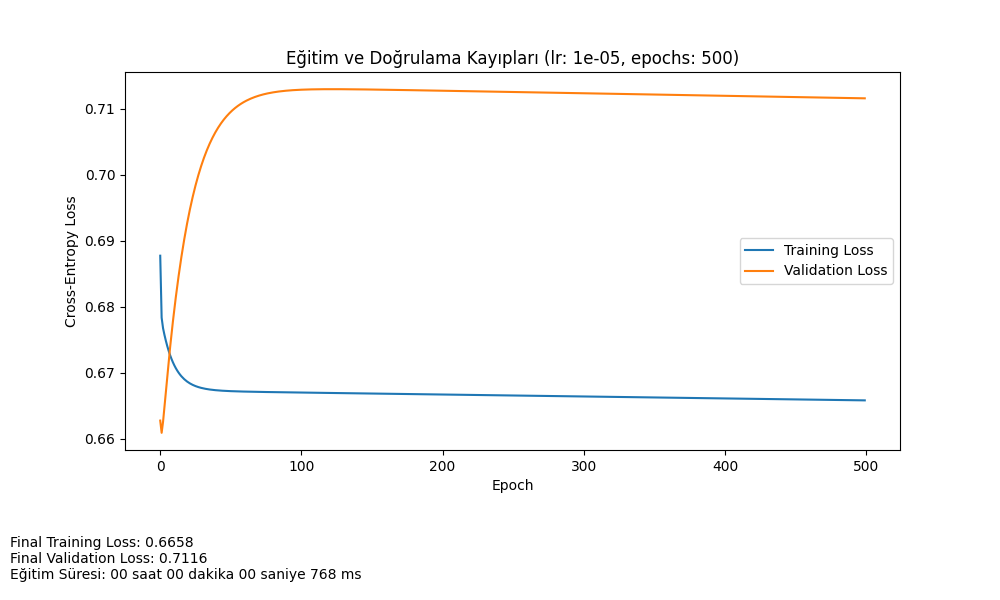 Eğitim ve Doğrulama Kayıpları (lr: 1e-05, epochs: 500)
0.71
0.70
0.69
0.68
0.67
0.66
Cross-Entropy Loss
Training Loss
Validation Loss
0
100
200
300
400
500
Epoch
Final Training Loss: 0.6658
Final Validation Loss: 0.7116
Eğitim Süresi: 00 saat 00 dakika 00 saniye 768 ms